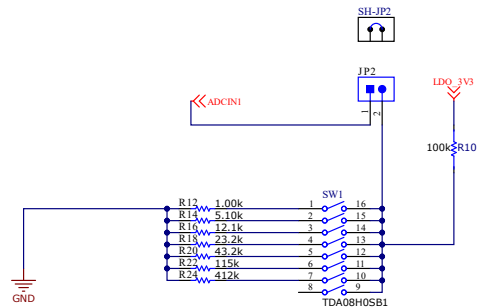 SH-JP2
JP2
LDO_3V3
ADCIN1
1
2
100k R10
SW1
R12 1.00k 1 16
R14 5.10k 2 15
R16 12.1k 3 14
R18 23.2k 4 13
R20 43.2k 5 12
R22 115k 6 11
R24 412k 7 10
8 9
GND
TDA08H0SB1